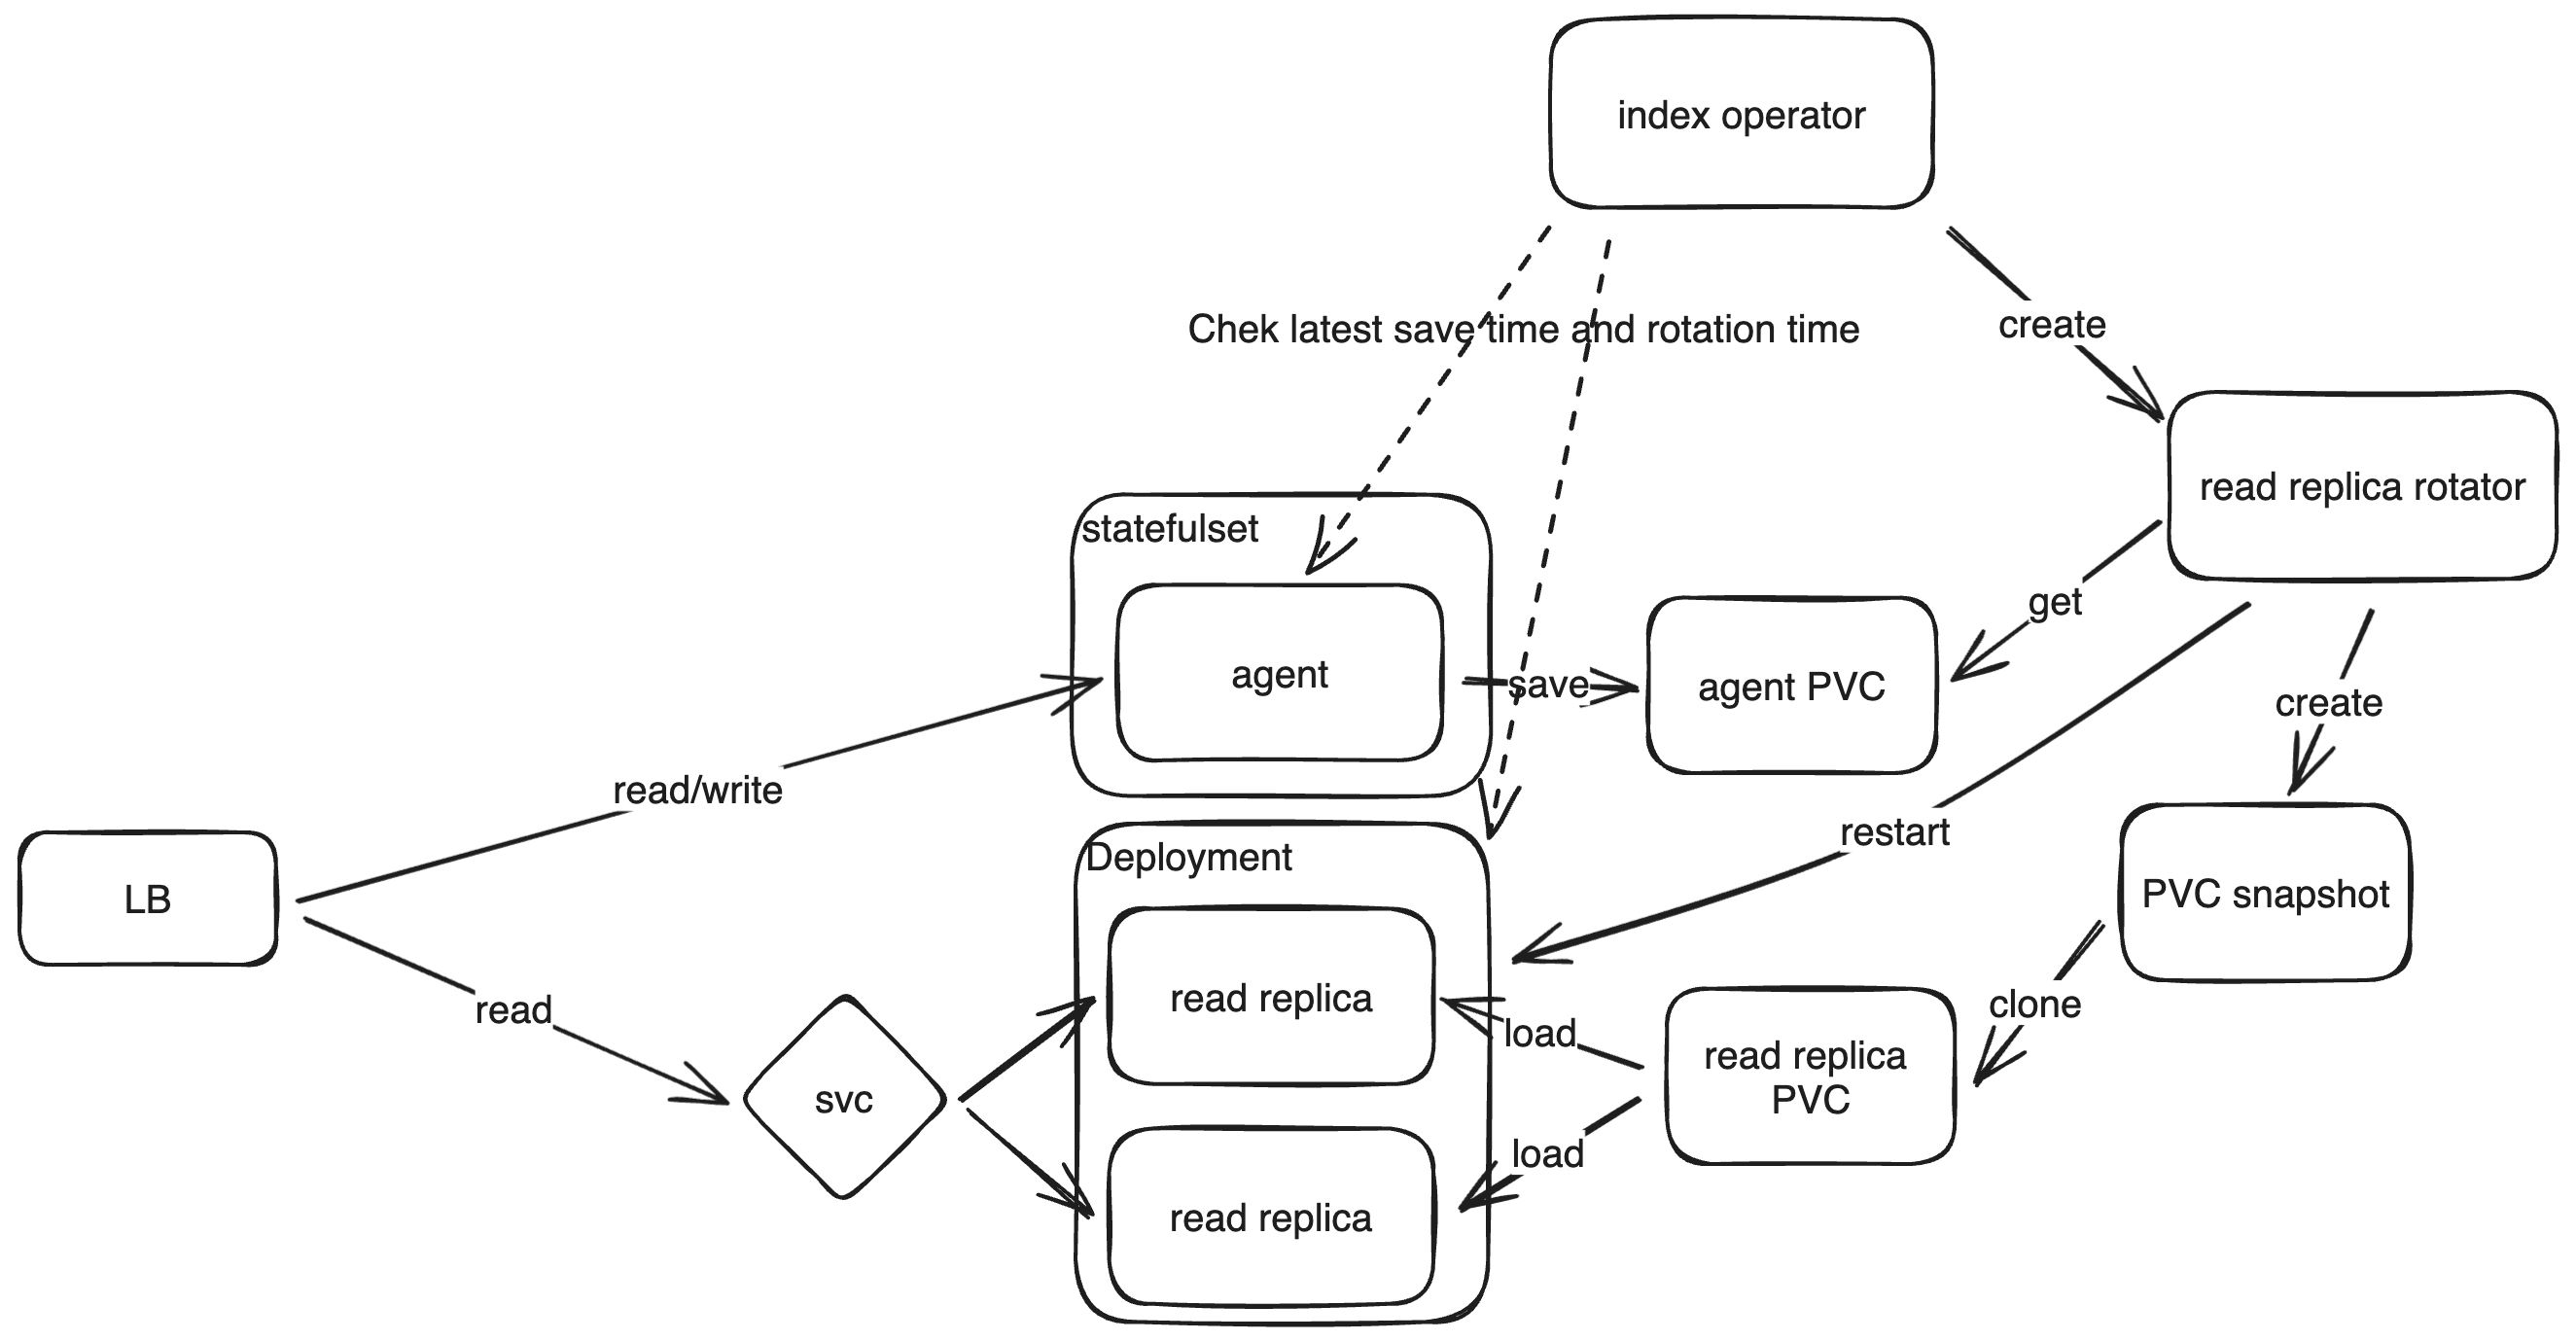 index operator
Chek latest save time and rotation time
create
read replica rotator
statefulset
get
agent
save
agent PVC
create
read/write
restart
Deployment
LB
PVC snapshot
read replica
clone
read
load
read replica
PVC
svc
load
read replica